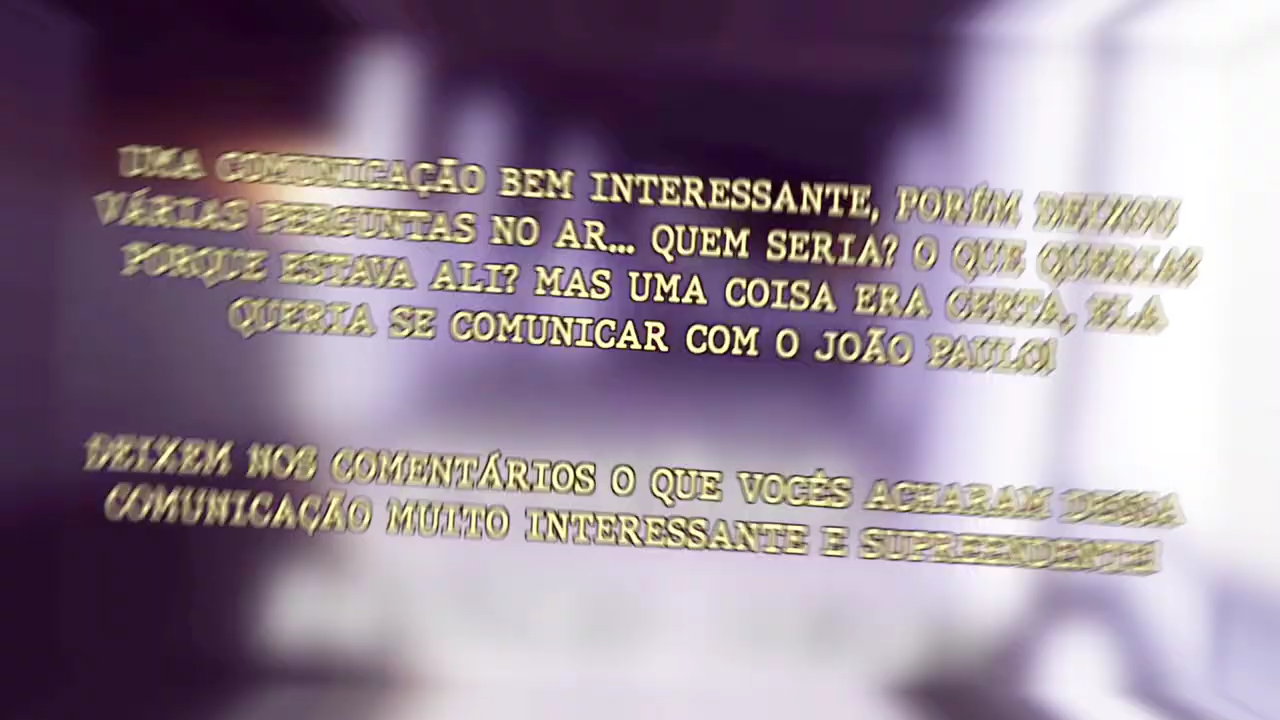 UMA COMUNICAÇÃO BEM INTERESSANTE, PORÉM DEIXOU
VÁRIAS PERGUNTAS NO AR... QUEM SERIA? O QUE QUERIA?
PORQUE ESTAVA ALI? MAS UMA COISA ERA CERTA, ELA
QUERIA SE COMUNICAR COM O JOÃO PAULO!
DEIXEM NOS COMENTÁRIOS O QUE VOCÊS ACHARAM DESSA
COMUNICAÇÃO MUITO INTERESSANTE E SUPREENDENTE!